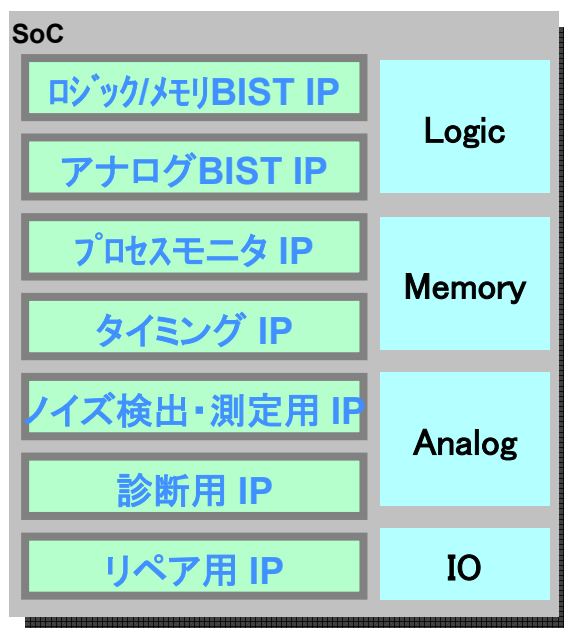 SoC
ﾛｼﾞｯｸ/ﾒﾓﾘBIST IP
アナログBIST IP
ﾌﾟﾛｾｽモニタ IP
タイミング IP
ノイズ検出・測定用 IP
診断用 IP
リペア用 IP
Logic
Memory
Analog
IO